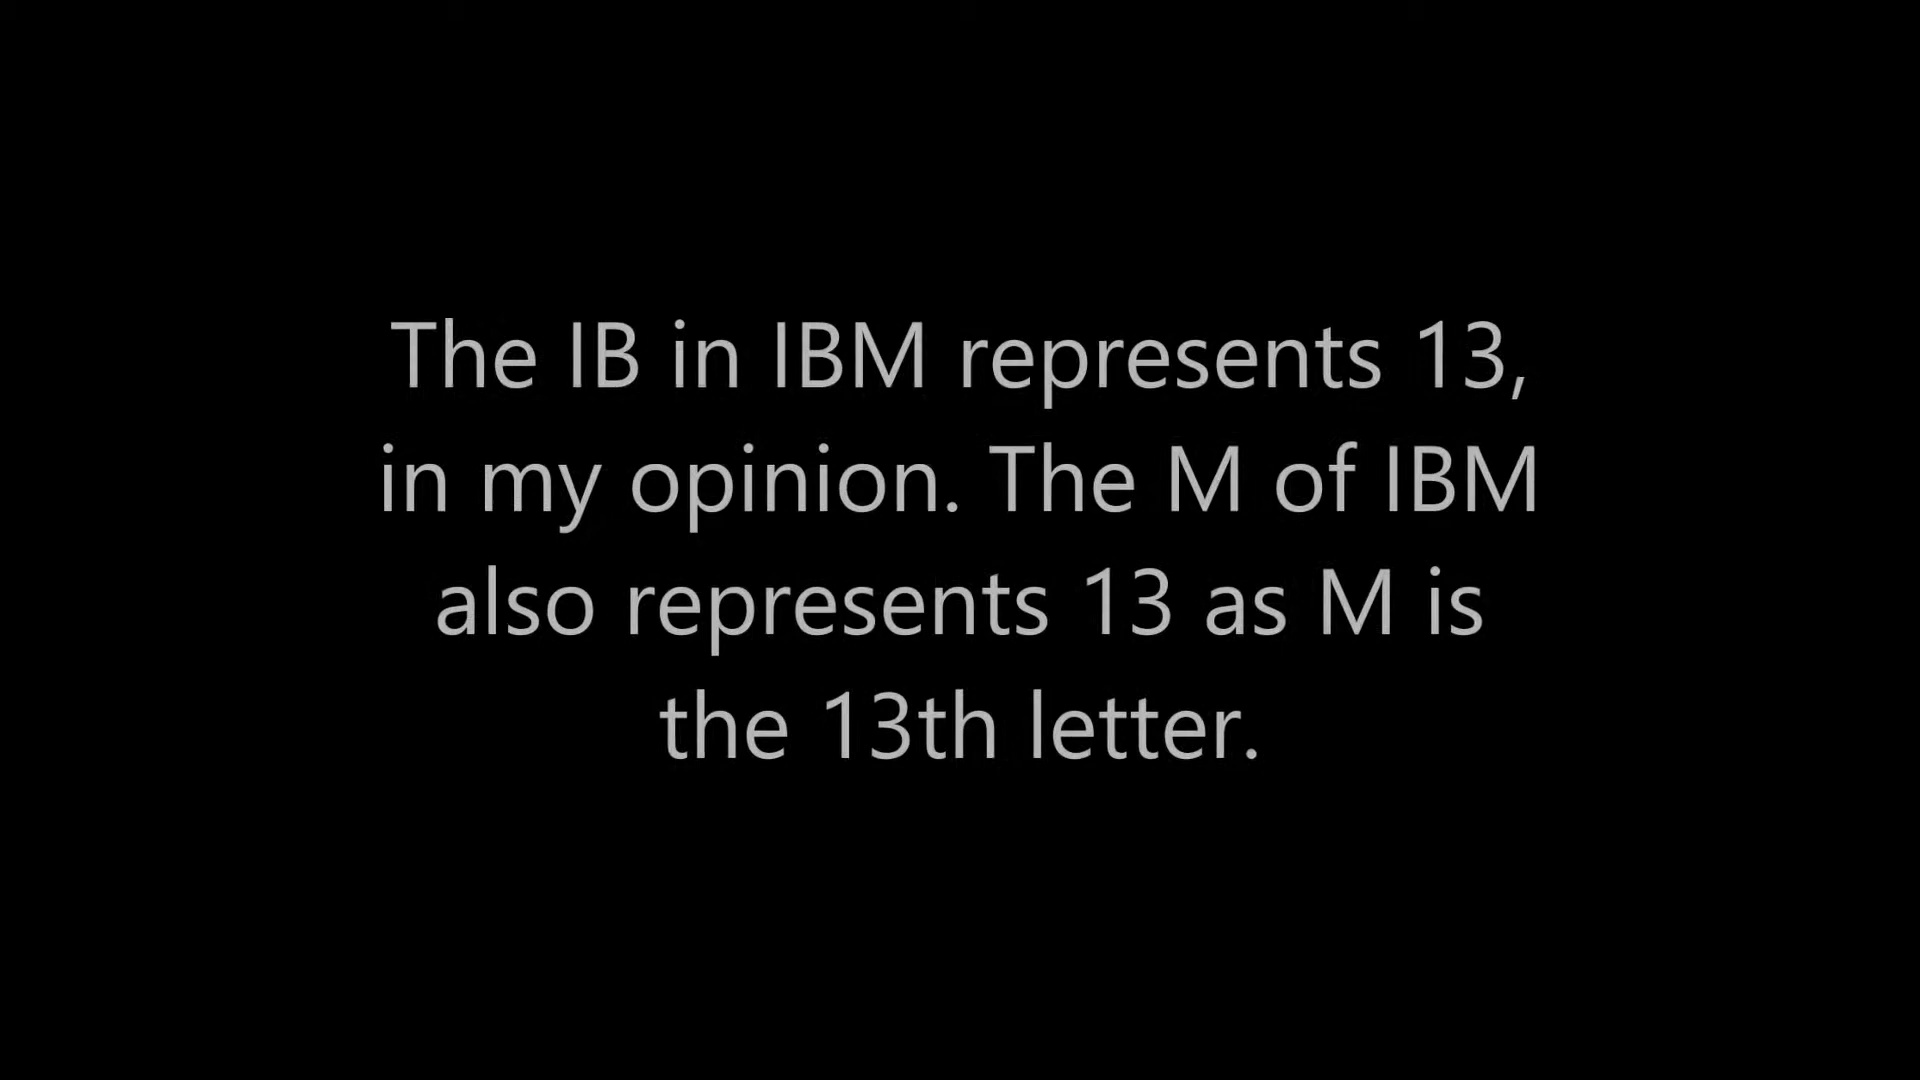 The IB in IBM represents 13,
in my opinion. The M of IBM
also represents 13 as M is
the 13th letter.